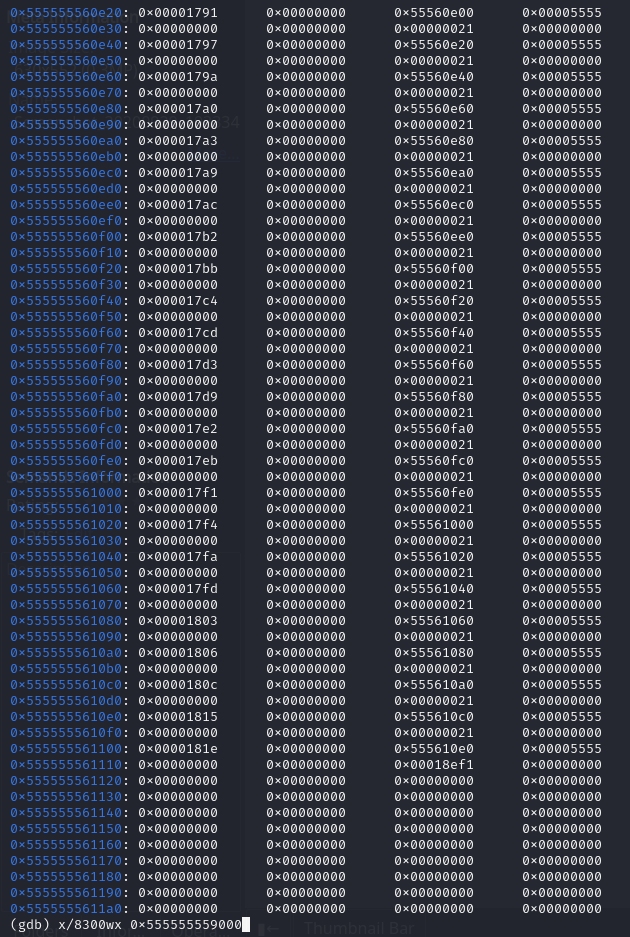 0x555555560e20: 0x00001791 0x00000000 0x55560e00 0x00005555
0x555555560e30: 0x00000000 0x00000000 0x00000021 0x00000000
0x555555560e40: 0x00001797 0x00000000 0x55560e20 0x00005555
0x555555560e50: 0x00000000 0x00000000 0x00000021 0x00000000
0x555555560e60: 0x0000179a 0x00000000 0x55560e40 0x00005555
0x555555560e70: 0x00000000 0x00000000 0x00000021 0x00000000
0x555555560e80: 0x000017a0 0x00000000 0x55560e60 0x00005555
0x555555560e90: 0x00000000 0x00000000 0x00000021 0x00000000
0x555555560ea0: 0x000017a3 0x00000000 0x55560e80 0x00005555
0x555555560eb0: 0x00000000 0x00000000 0x00000021 0x00000000
0x555555560ec0: 0x000017a9 0x00000000 0x55560ea0 0x00005555
0x555555560ed0: 0x00000000 0x00000000 0x00000021 0x00000000
0x555555560ee0: 0x000017ac 0x00000000 0x55560ec0 0x00005555
0x555555560ef0: 0x00000000 0x00000000 0x00000021 0x00000000
0x555555560f00: 0x000017b2 0x00000000 0x55560ee0 0x00005555
0x555555560f10: 0x00000000 0x00000000 0x00000021 0x00000000
0x555555560f20: 0x000017bb 0x00000000 0x55560f00 0x00005555
0x555555560f30: 0x00000000 0x00000000 0x00000021 0x00000000
0x555555560f40: 0x000017c4 0x00000000 0x55560f20 0x00005555
0x555555560f50: 0x00000000 0x00000000 0x00000021 0x00000000
0x555555560f60: 0x000017cd 0x00000000 0x55560f40 0x00005555
0x555555560f70: 0x00000000 0x00000000 0x00000021 0x00000000
0x555555560f80: 0x000017d3 0x00000000 0x55560f60 0x00005555
0x555555560f90: 0x00000000 0x00000000 0x00000021 0x00000000
0x555555560fa0: 0x000017d9 0x00000000 0x55560f80 0x00005555
0x555555560fb0: 0x00000000 0x00000000 0x00000021 0x00000000
0x555555560fc0: 0x000017e2 0x00000000 0x55560fa0 0x00005555
0x555555560fd0: 0x00000000 0x00000000 0x00000021 0x00000000
0x555555560fe0: 0x000017eb 0x00000000 0x55560fc0 0x00005555
0x555555560ff0: 0x00000000 0x00000000 0x00000021 0x00000000
0x555555561000: 0x000017f1 0x00000000 0x55560fe0 0x00005555
0x555555561010: 0x00000000 0x00000000 0x00000021 0x00000000
0x555555561020: 0x000017f4 0x00000000 0x55561000 0x00005555
0x555555561030: 0x00000000 0x00000000 0x00000021 0x00000000
0x555555561040: 0x000017fa 0x00000000 0x55561020 0x00005555
0x555555561050: 0x00000000 0x00000000 0x00000021 0x00000000
0x555555561060: 0x000017fd 0x00000000 0x55561040 0x00005555
0x555555561070: 0x00000000 0x00000000 0x00000021 0x00000000
0x555555561080: 0x00001803 0x00000000 0x55561060 0x00005555
0x555555561090: 0x00000000 0x00000000 0x00000021 0x00000000
0x5555555610a0: 0x00001806 0x00000000 0x55561080 0x00005555
0x5555555610b0: 0x00000000 0x00000000 0x00000021 0x00000000
0x5555555610c0: 0x0000180c 0x00000000 0x555610a0 0x00005555
0x5555555610d0: 0x00000000 0x00000000 0x00000021 0x00000000
0x5555555610e0: 0x00001815 0x00000000 0x555610c0 0x00005555
0x5555555610f0: 0x00000000 0x00000000 0x00000021 0x00000000
0x555555561100: 0x0000181e 0x00000000 0x555610e0 0x00005555
0x555555561110: 0x00000000 0x00000000 0x00018ef1 0x00000000
0x555555561120: 0x00000000 0x00000000 0x00000000 0x00000000
0x555555561130: 0x00000000 0x00000000 0x00000000 0x00000000
0x555555561140: 0x00000000 0x00000000 0x00000000 0x00000000
0x555555561150: 0x00000000 0x00000000 0x00000000 0x00000000
0x555555561160: 0x00000000 0x00000000 0x00000000 0x00000000
0x555555561170: 0x00000000 0x00000000 0x00000000 0x00000000
0x555555561180: 0x00000000 0x00000000 0x00000000 0x00000000
0x555555561190: 0x00000000 0x00000000 0x00000000 0x00000000
0x5555555611a0: 0x00000000 0x00000000 0x00000000 0x00000000
(gdb) x/8300wx 0x555555559000
Thumbnail Bar